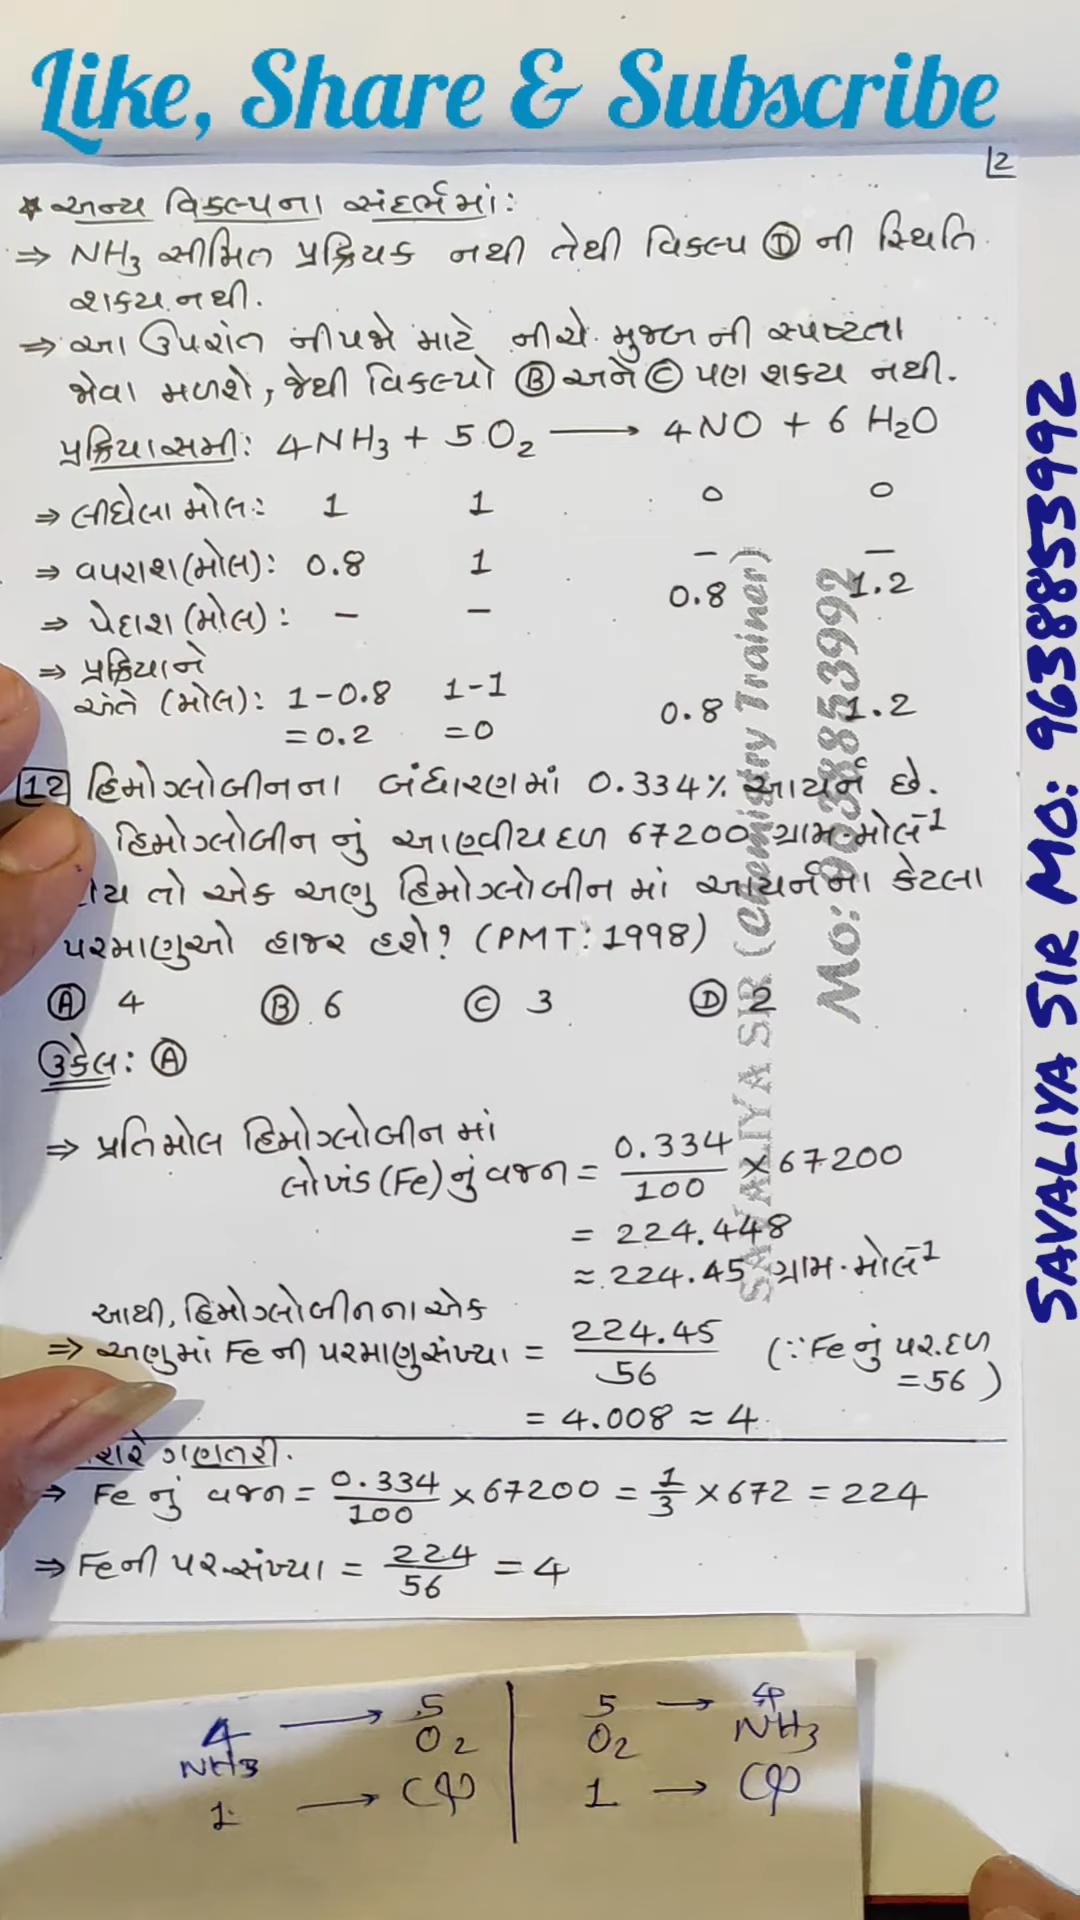 Like, Share & Subscribe
2
* અન્ય વિકલ્પના સંદર્ભમાં:
⇒ NH₃ સીમિત પ્રક્રિયક નથી તેથી વિકલ્પ Ⓓ ની સ્થિતિ
શક્ય નથી.
⇒ આ ઉપરાંત નીપજો માટે નીચે મુજબ ની સ્પષ્ટતા
જોવા મળશે, જેથી વિકલ્પો Ⓑ અને Ⓒ પણ શક્ય નથી.
પ્રક્રિયા સમી: 4NH₃ + 5O₂ ⟶ 4NO + 6H₂O
⇒ લીધેલા મોલ: 1 1 0 0
⇒ વપરાશ (મોલ): 0.8 1 – –
⇒ પેદાશ (મોલ): – – 0.8 1.2
⇒ પ્રક્રિયાને
અંતે (મોલ): 1-0.8 1-1 0.8 1.2
=0.2 =0
12 હિમોગ્લોબીનના બંધારણમાં 0.334% આયર્ન છે.
હિમોગ્લોબીન નું આણ્વીય દળ 67200 ગ્રામ·મોલ⁻¹
તો એક અણુ હિમોગ્લોબીન માં આયર્નના કેટલા
પરમાણુઓ હાજર હશે? (PMT: 1998)
Ⓐ 4 Ⓑ 6 Ⓒ 3 Ⓓ 2
ઉકેલ: Ⓐ
⇒ પ્રતિમોલ હિમોગ્લોબીન માં
લોખંડ (Fe) નું વજન = 0.334/100 × 67200
= 224.448
≈ 224.45 ગ્રામ·મોલ⁻¹
આથી, હિમોગ્લોબીનના એક
⇒ અણુમાં Fe ની પરમાણુસંખ્યા = 224.45/56 (∵ Fe નું પર. દળ
=56)
= 4.008 ≈ 4
ગણતરી.
⇒ Fe નું વજન = 0.334/100 × 67200 = 1/3 × 672 = 224
⇒ Fe ની પર. સંખ્યા = 224/56 = 4
4 → 5 | 5 → 4
NH₃ O₂ | O₂ NH₃
1 → (?) | 1 → (?)
SAVALIYA SIR (Chemistry Trainer)
Mo: 9638853992
SAVALIYA SIR MO: 9638853992